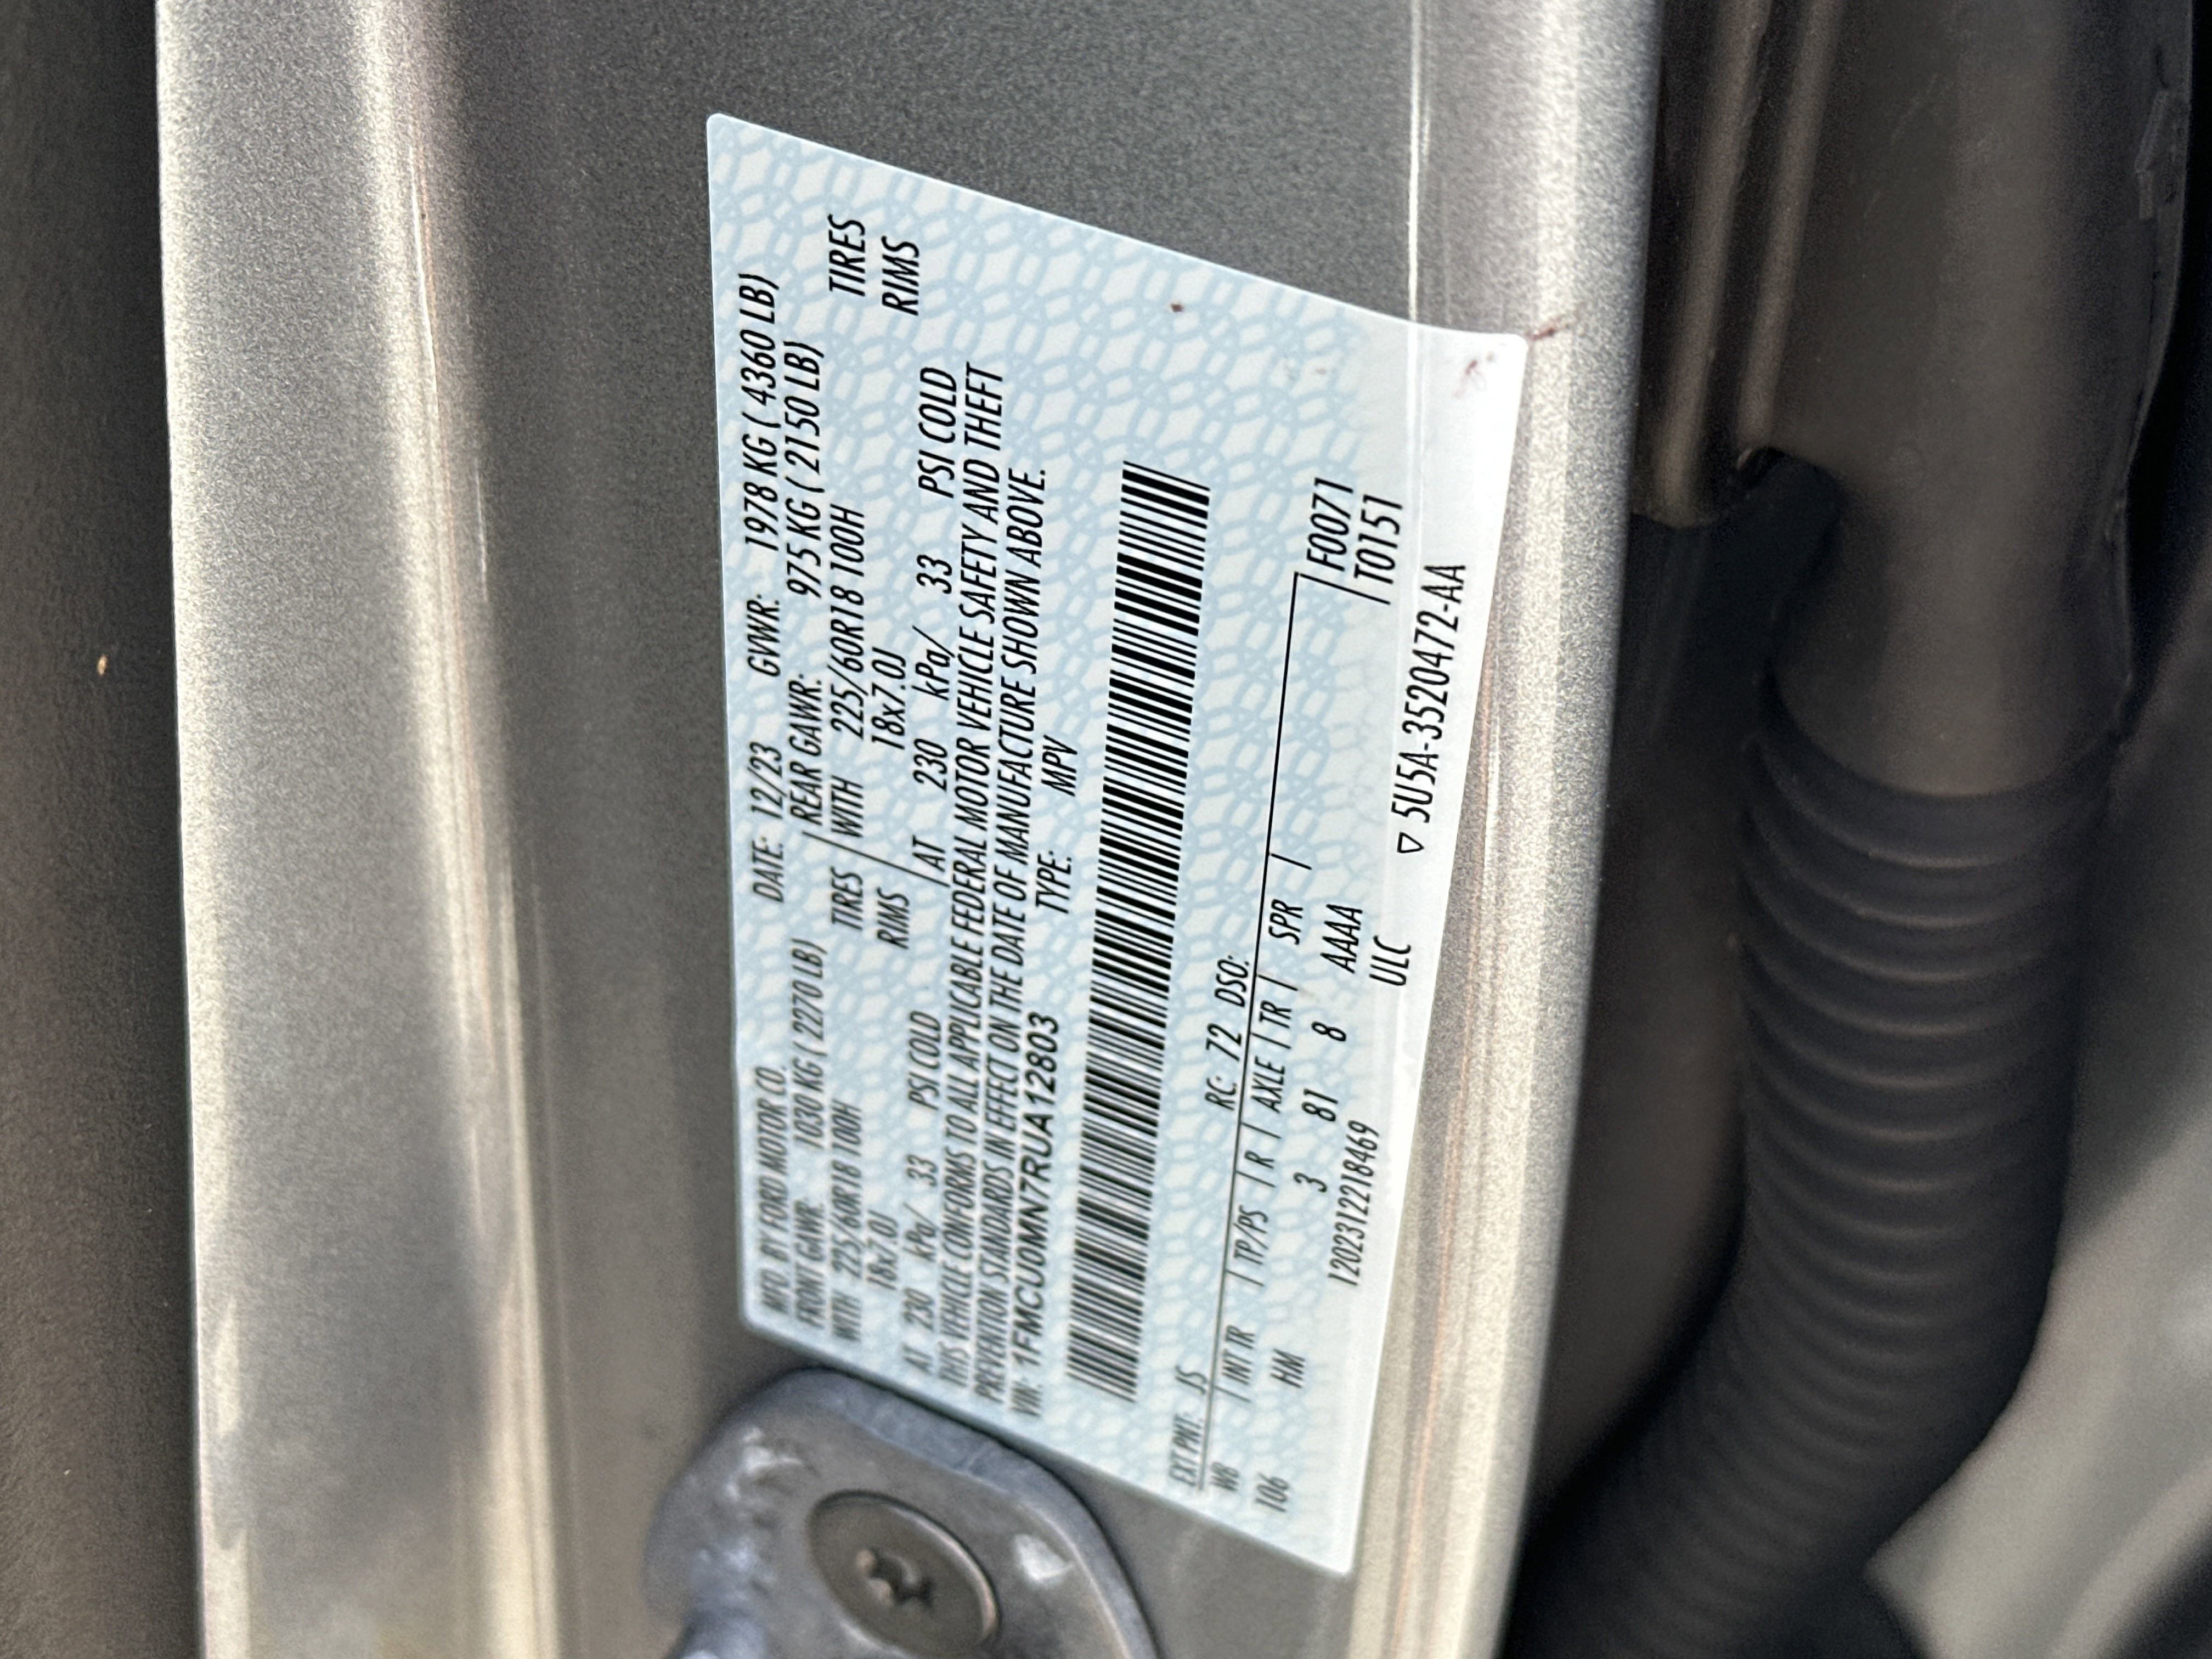 MFD. BY FORD MOTOR CO. DATE: 12/23 GVWR: 1978 KG ( 4360 LB)
FRONT GAWR: 1030 KG ( 2270 LB) REAR GAWR: 975 KG ( 2150 LB)
WITH 225/60R18 100H TIRES WITH 225/60R18 100H TIRES
18x7.0J RIMS 18x7.0J RIMS
AT 230 kPa/ 33 PSI COLD AT 230 kPa/ 33 PSI COLD
THIS VEHICLE CONFORMS TO ALL APPLICABLE FEDERAL MOTOR VEHICLE SAFETY AND THEFT
PREVENTION STANDARDS IN EFFECT ON THE DATE OF MANUFACTURE SHOWN ABOVE.
VIN: 1FMCU0MN7RUA12803 TYPE: MPV
EXT PNT: JS RC: 72 DSO:
WB | INT TR | TP/PS | R | AXLE | TR | SPR | F0071
106 HM 3 81 8 AAAA T0151
12023122184​69 ULC
▽ 5U5A-3520472-AA